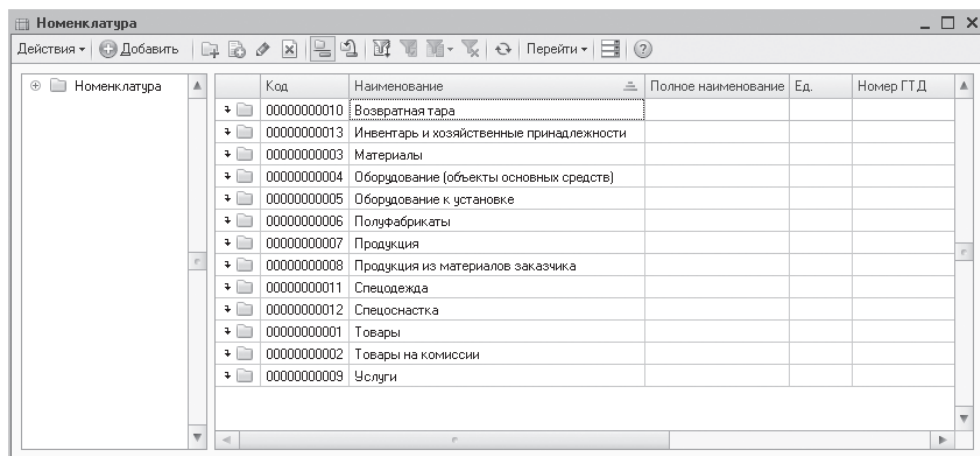 Номенклатура
Действия Добавить Перейти
Номенклатура
Код Наименование Полное наименование Ед. Номер ГТД
00000000010 Возвратная тара
00000000013 Инвентарь и хозяйственные принадлежности
00000000003 Материалы
00000000004 Оборудование (объекты основных средств)
00000000005 Оборудование к установке
00000000006 Полуфабрикаты
00000000007 Продукция
00000000008 Продукция из материалов заказчика
00000000011 Спецодежда
00000000012 Спецоснастка
00000000001 Товары
00000000002 Товары на комиссии
00000000009 Услуги